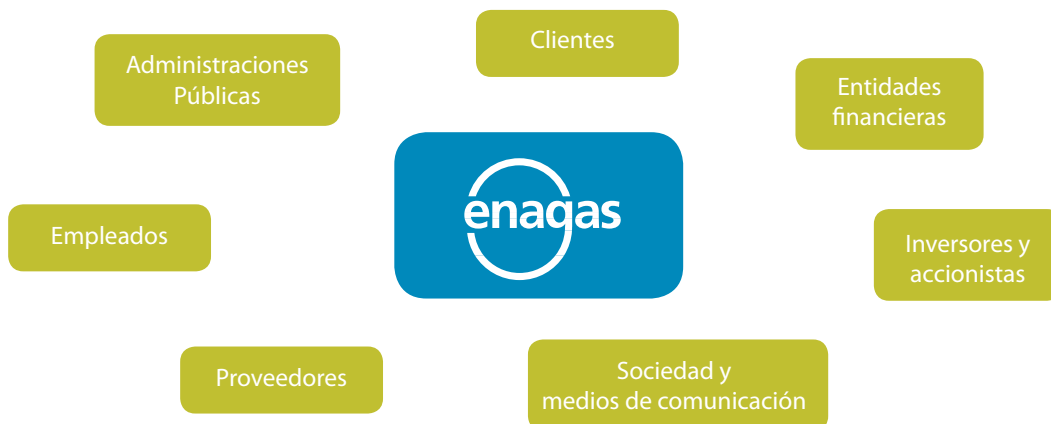 Clientes
Administraciones
Públicas
Entidades
financieras
enagas
Empleados
Inversores y
accionistas
Proveedores
Sociedad y
medios de comunicación